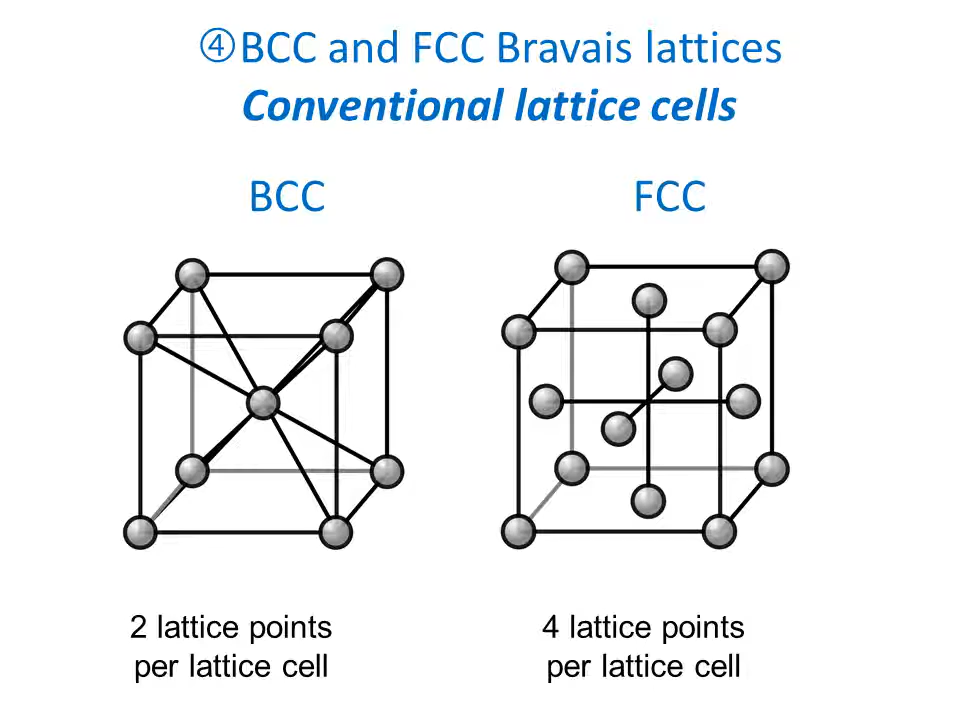 ④BCC and FCC Bravais lattices
Conventional lattice cells
BCC
FCC
2 lattice points
per lattice cell
4 lattice points
per lattice cell